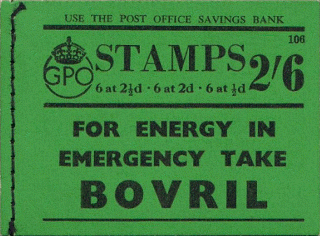 USE THE POST OFFICE SAVINGS BANK
106
GPO STAMPS 2/6
6 at 2½d · 6 at 2d · 6 at ½d
FOR ENERGY IN
EMERGENCY TAKE
BOVRIL